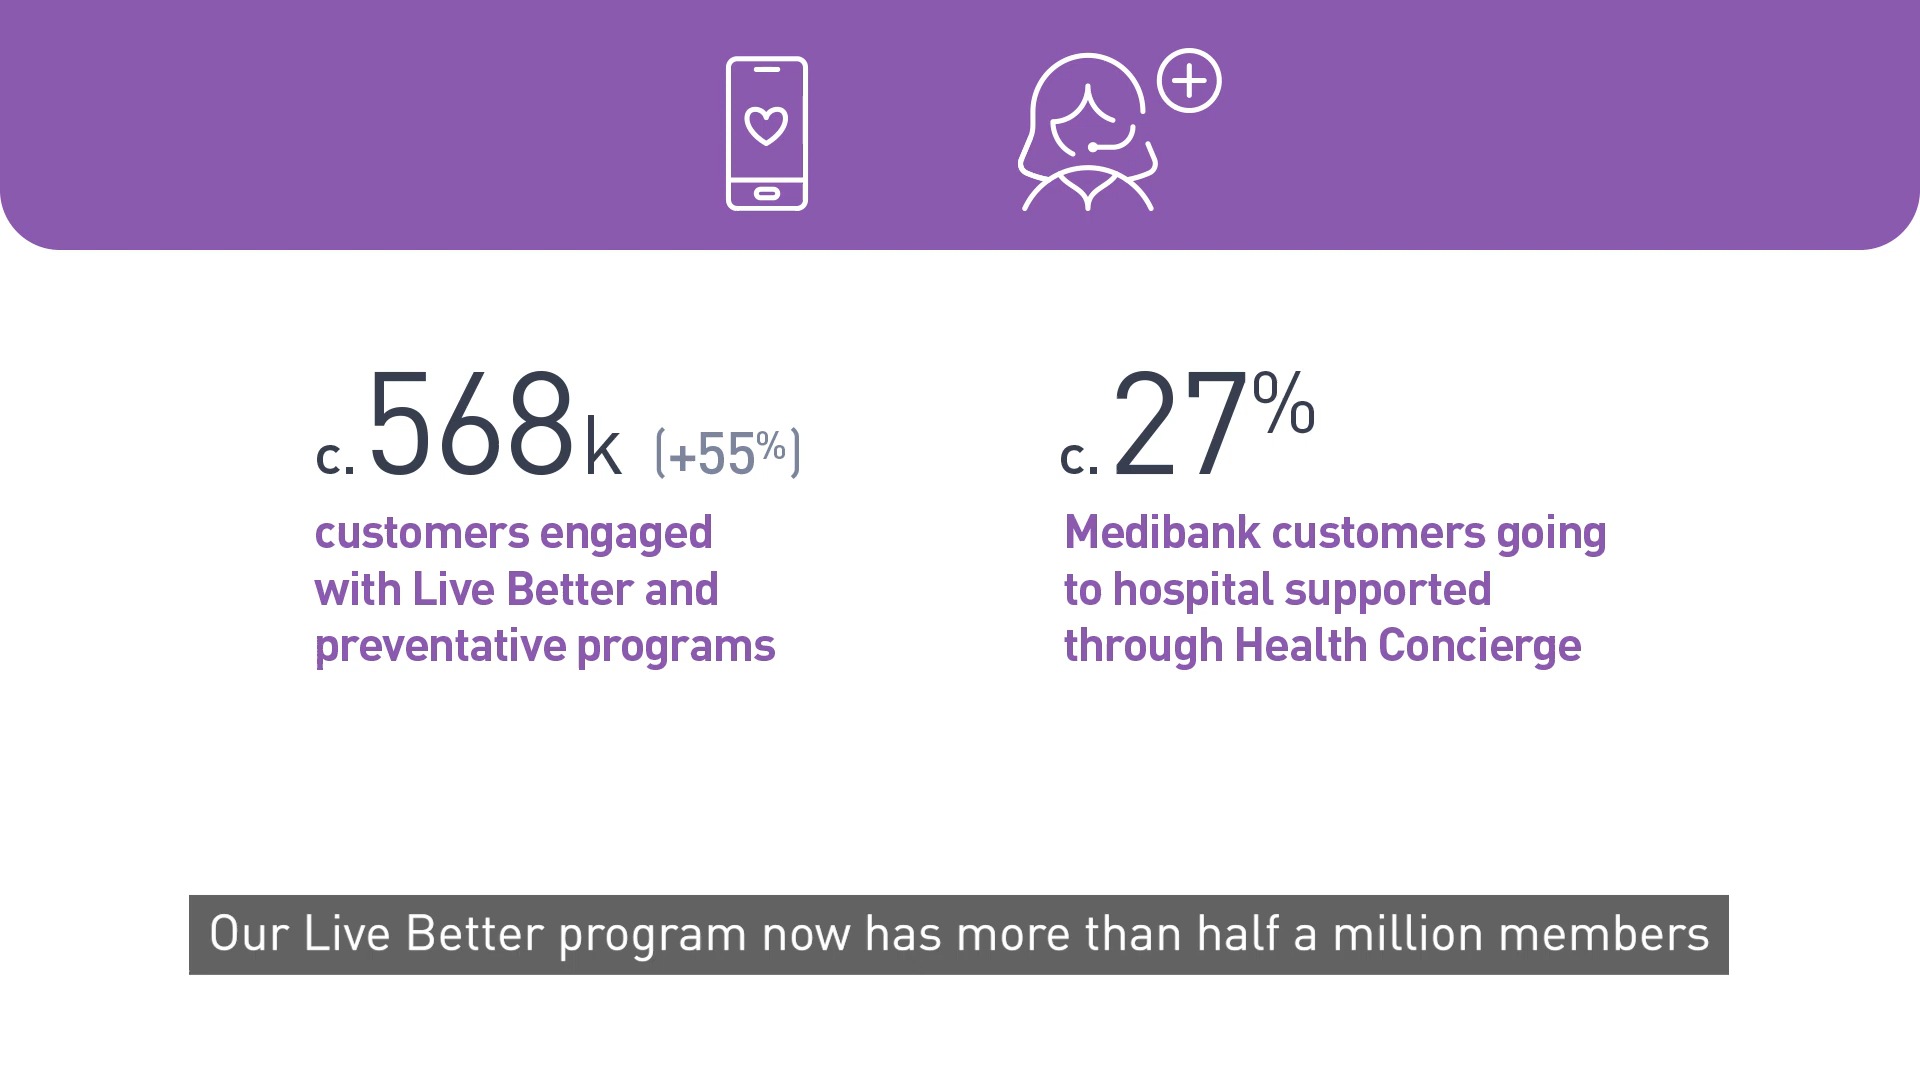 c. 568k (+55%)
customers engaged
with Live Better and
preventative programs
c. 27%
Medibank customers going
to hospital supported
through Health Concierge
Our Live Better program now has more than half a million members